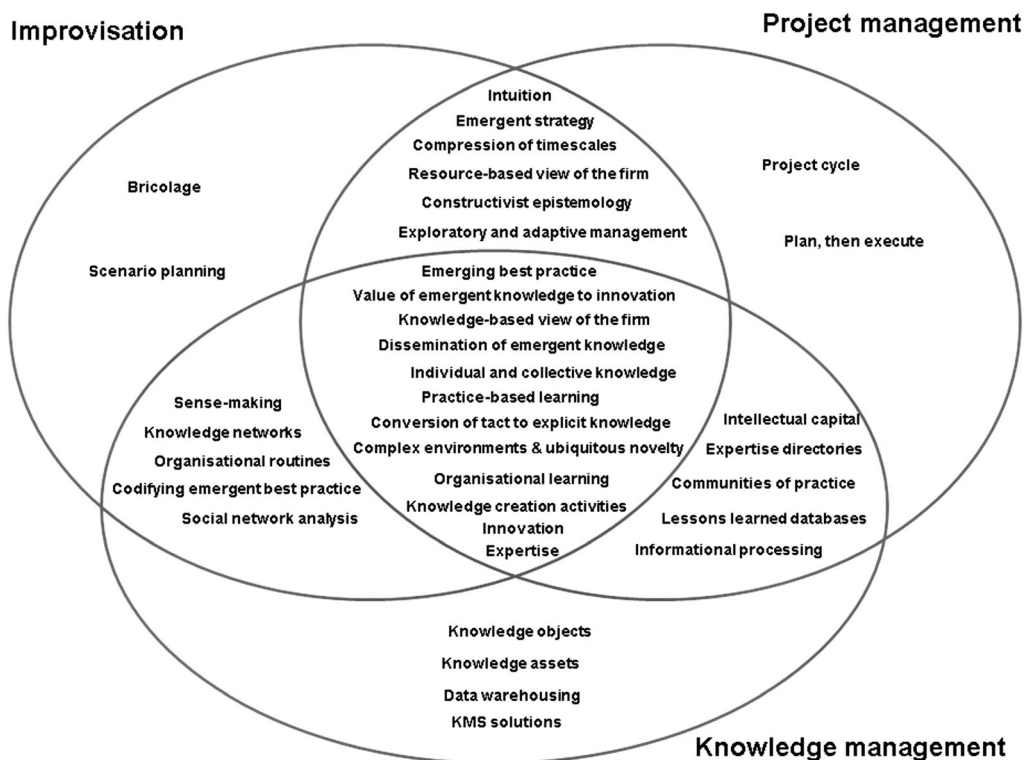 Improvisation
Project management
Intuition
Emergent strategy
Compression of timescales
Resource-based view of the firm
Constructivist epistemology
Exploratory and adaptive management
Bricolage
Scenario planning
Project cycle
Plan, then execute
Emerging best practice
Value of emergent knowledge to innovation
Knowledge-based view of the firm
Dissemination of emergent knowledge
Individual and collective knowledge
Practice-based learning
Conversion of tact to explicit knowledge
Complex environments & ubiquitous novelty
Organisational learning
Knowledge creation activities
Innovation
Expertise
Sense-making
Knowledge networks
Organisational routines
Codifying emergent best practice
Social network analysis
Intellectual capital
Expertise directories
Communities of practice
Lessons learned databases
Informational processing
Knowledge objects
Knowledge assets
Data warehousing
KMS solutions
Knowledge management